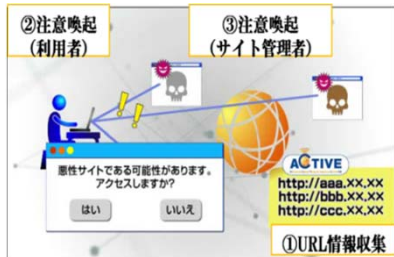 ②注意喚起
(利用者)
③注意喚起
(サイト管理者)
悪性サイトである可能性があります。
アクセスしますか?
はい
いいえ
ACTIVE
http://aaa.XX.XX
http://bbb.XX.XX
http://ccc.XX.XX
①URL情報収集